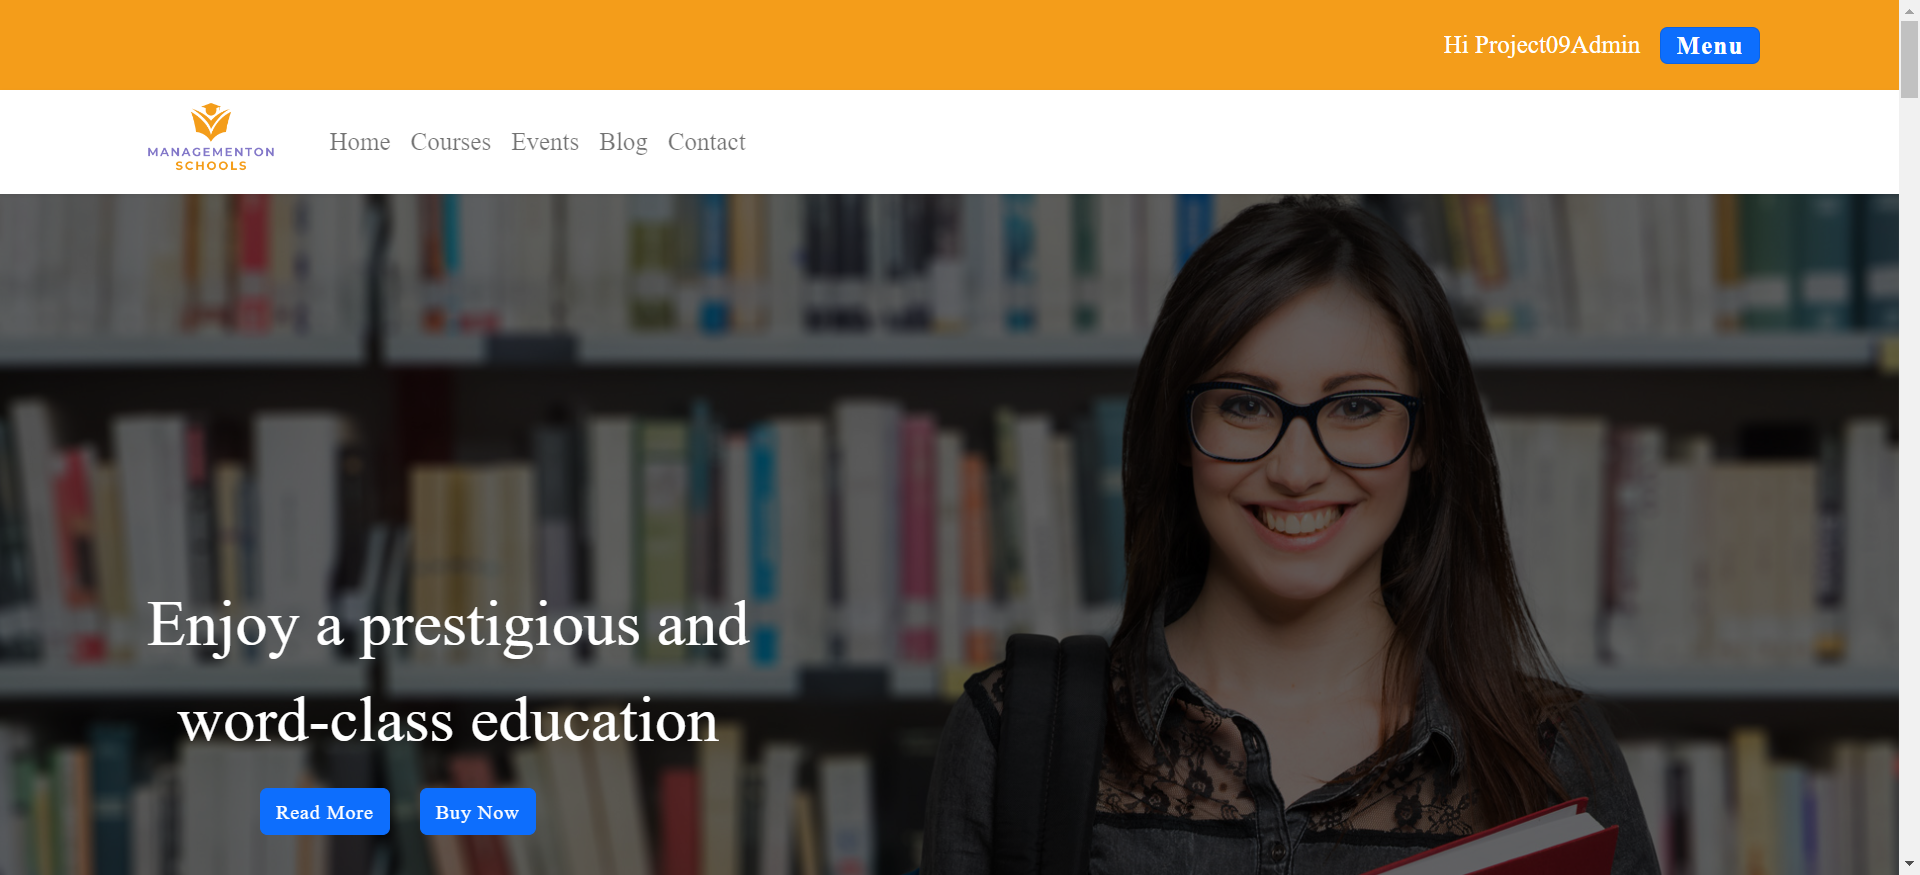 Hi Project09Admin Menu
MANAGEMENTON
SCHOOLS
Home Courses Events Blog Contact
Enjoy a prestigious and
word-class education
Read More Buy Now